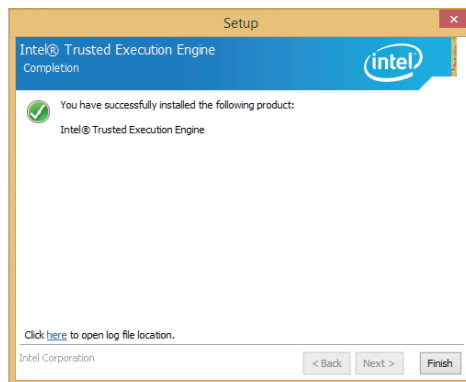 Setup
Intel® Trusted Execution Engine
Completion
intel
You have successfully installed the following product:
Intel® Trusted Execution Engine
Click here to open log file location.
Intel Corporation
< Back Next > Finish